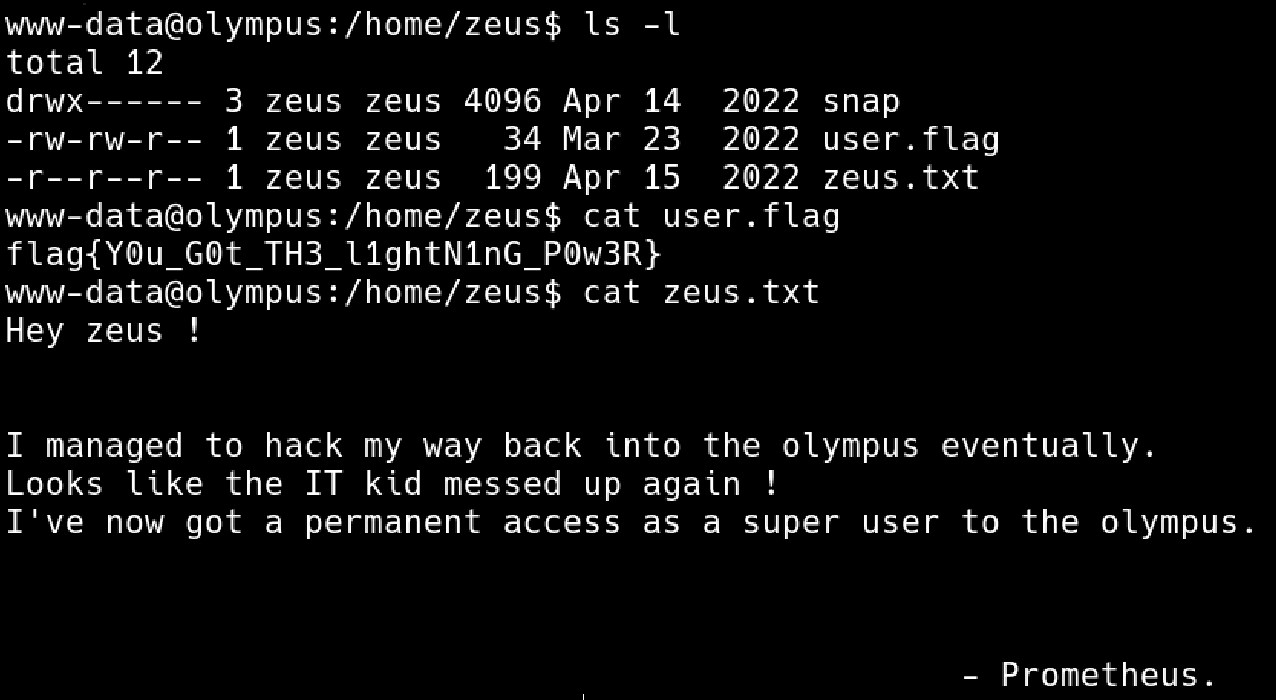 www-data@olympus:/home/zeus$ ls -l
total 12
drwx------ 3 zeus zeus 4096 Apr 14  2022 snap
-rw-rw-r-- 1 zeus zeus   34 Mar 23  2022 user.flag
-r--r--r-- 1 zeus zeus  199 Apr 15  2022 zeus.txt
www-data@olympus:/home/zeus$ cat user.flag
flag{Y0u_G0t_TH3_l1ghtN1nG_P0w3R}
www-data@olympus:/home/zeus$ cat zeus.txt
Hey zeus !
I managed to hack my way back into the olympus eventually.
Looks like the IT kid messed up again !
I've now got a permanent access as a super user to the olympus.
- Prometheus.